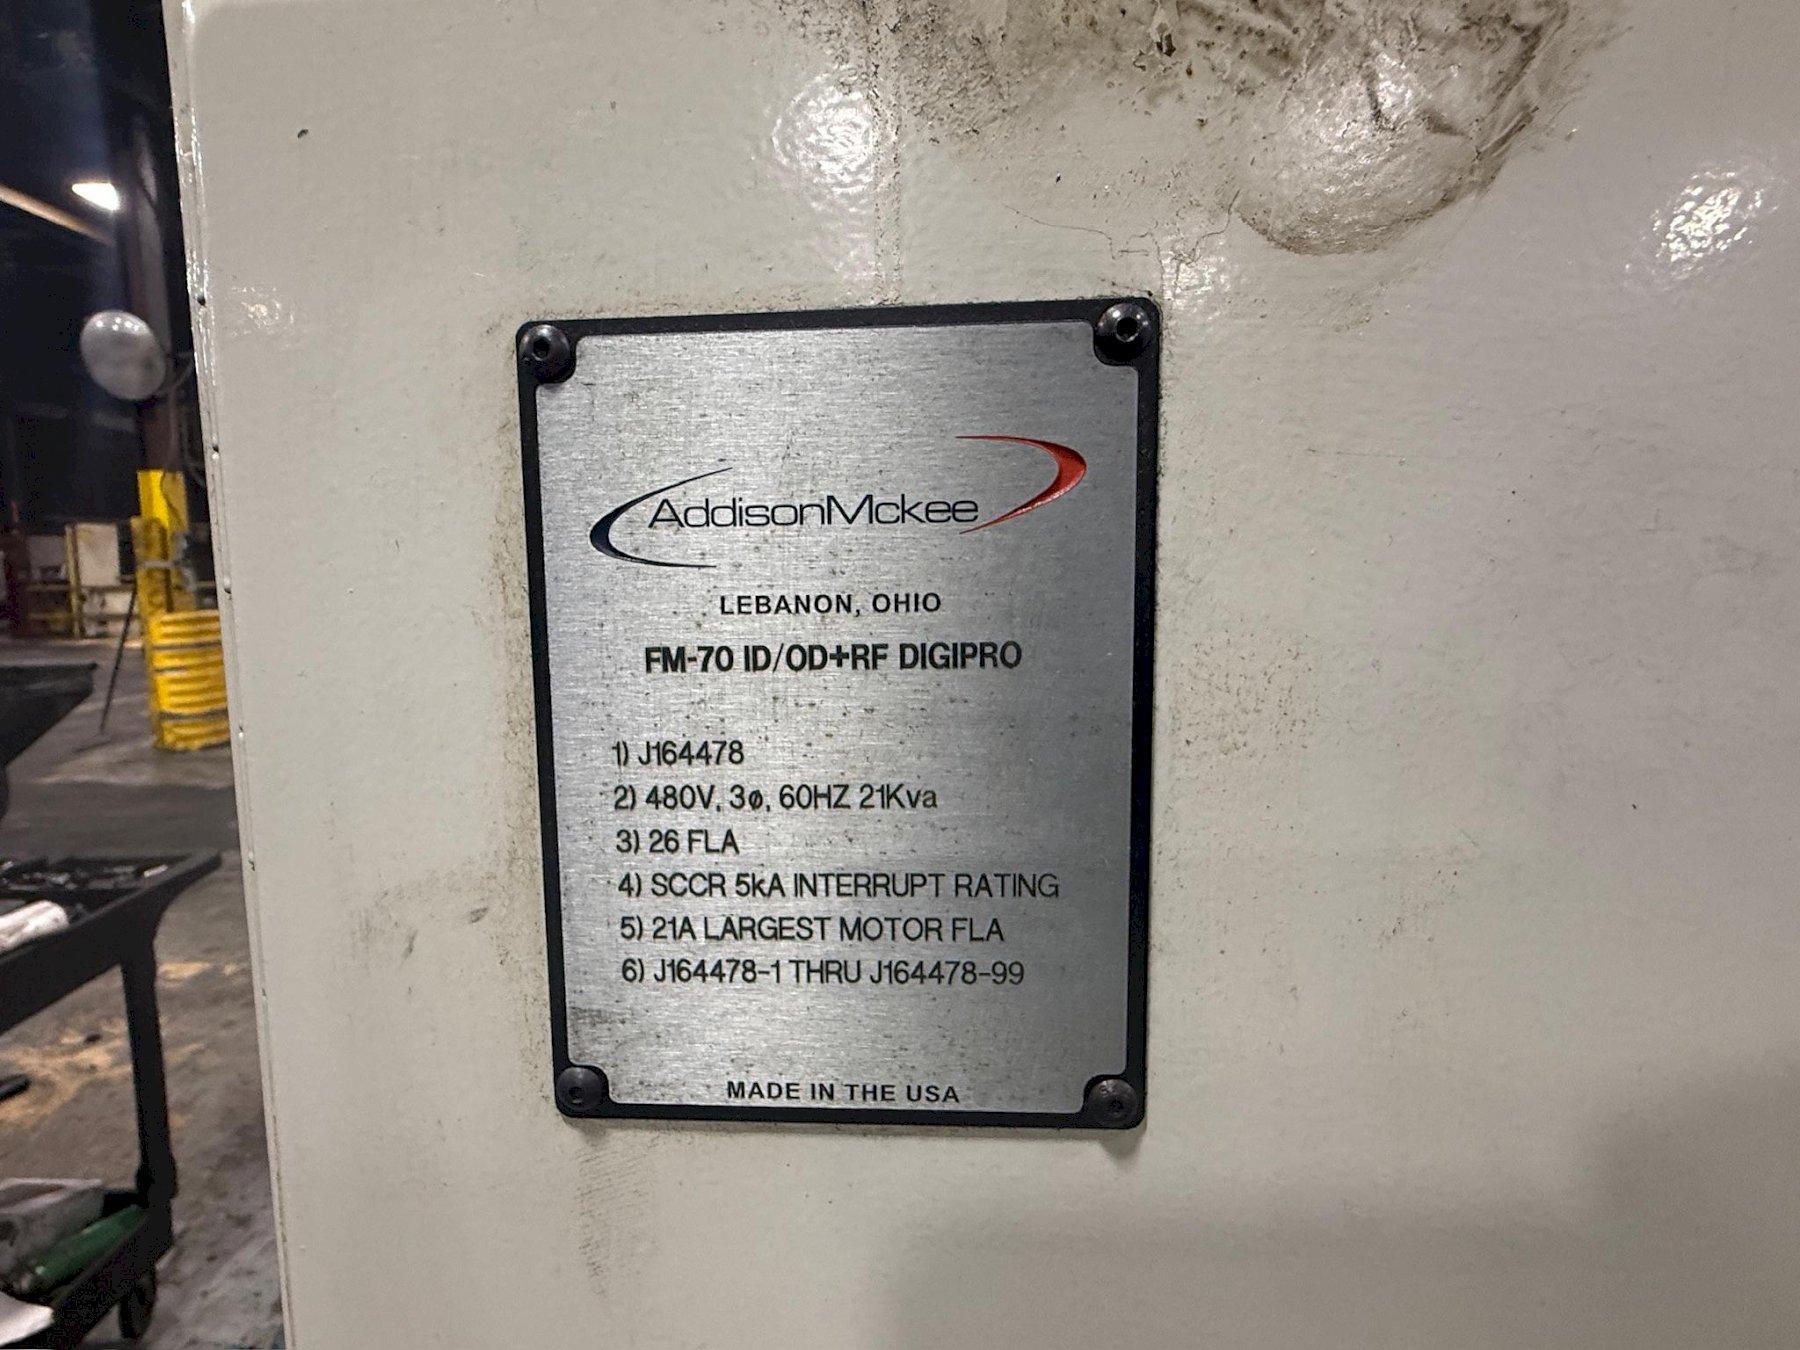 AddisonMckee
LEBANON, OHIO
FM-70 ID/OD+RF DIGIPRO
1) J164478
2) 480V, 3ø, 60HZ 21Kva
3) 26 FLA
4) SCCR 5kA INTERRUPT RATING
5) 21A LARGEST MOTOR FLA
6) J164478-1 THRU J164478-99
MADE IN THE USA